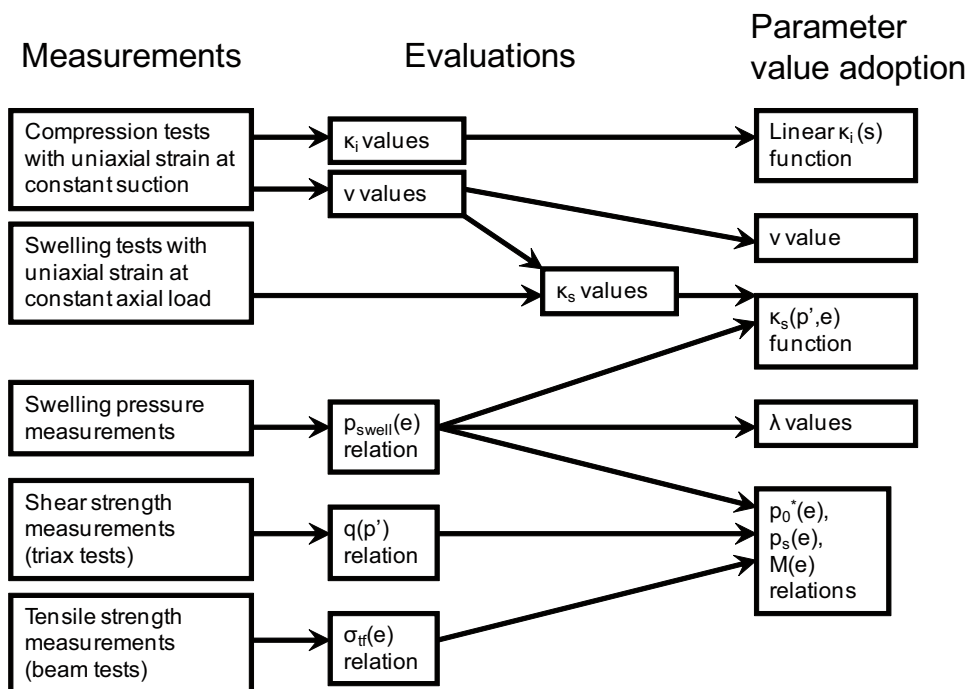 Measurements
Evaluations
Parameter
value adoption
Compression tests
with uniaxial strain at
constant suction
κi values
ν values
Linear κi (s)
function
Swelling tests with
uniaxial strain at
constant axial load
κs values
ν value
κs(p’,e)
function
Swelling pressure
measurements
pswell(e)
relation
λ values
Shear strength
measurements
(triax tests)
q(p’)
relation
p0*(e),
ps(e),
M(e)
relations
Tensile strength
measurements
(beam tests)
σtf(e)
relation